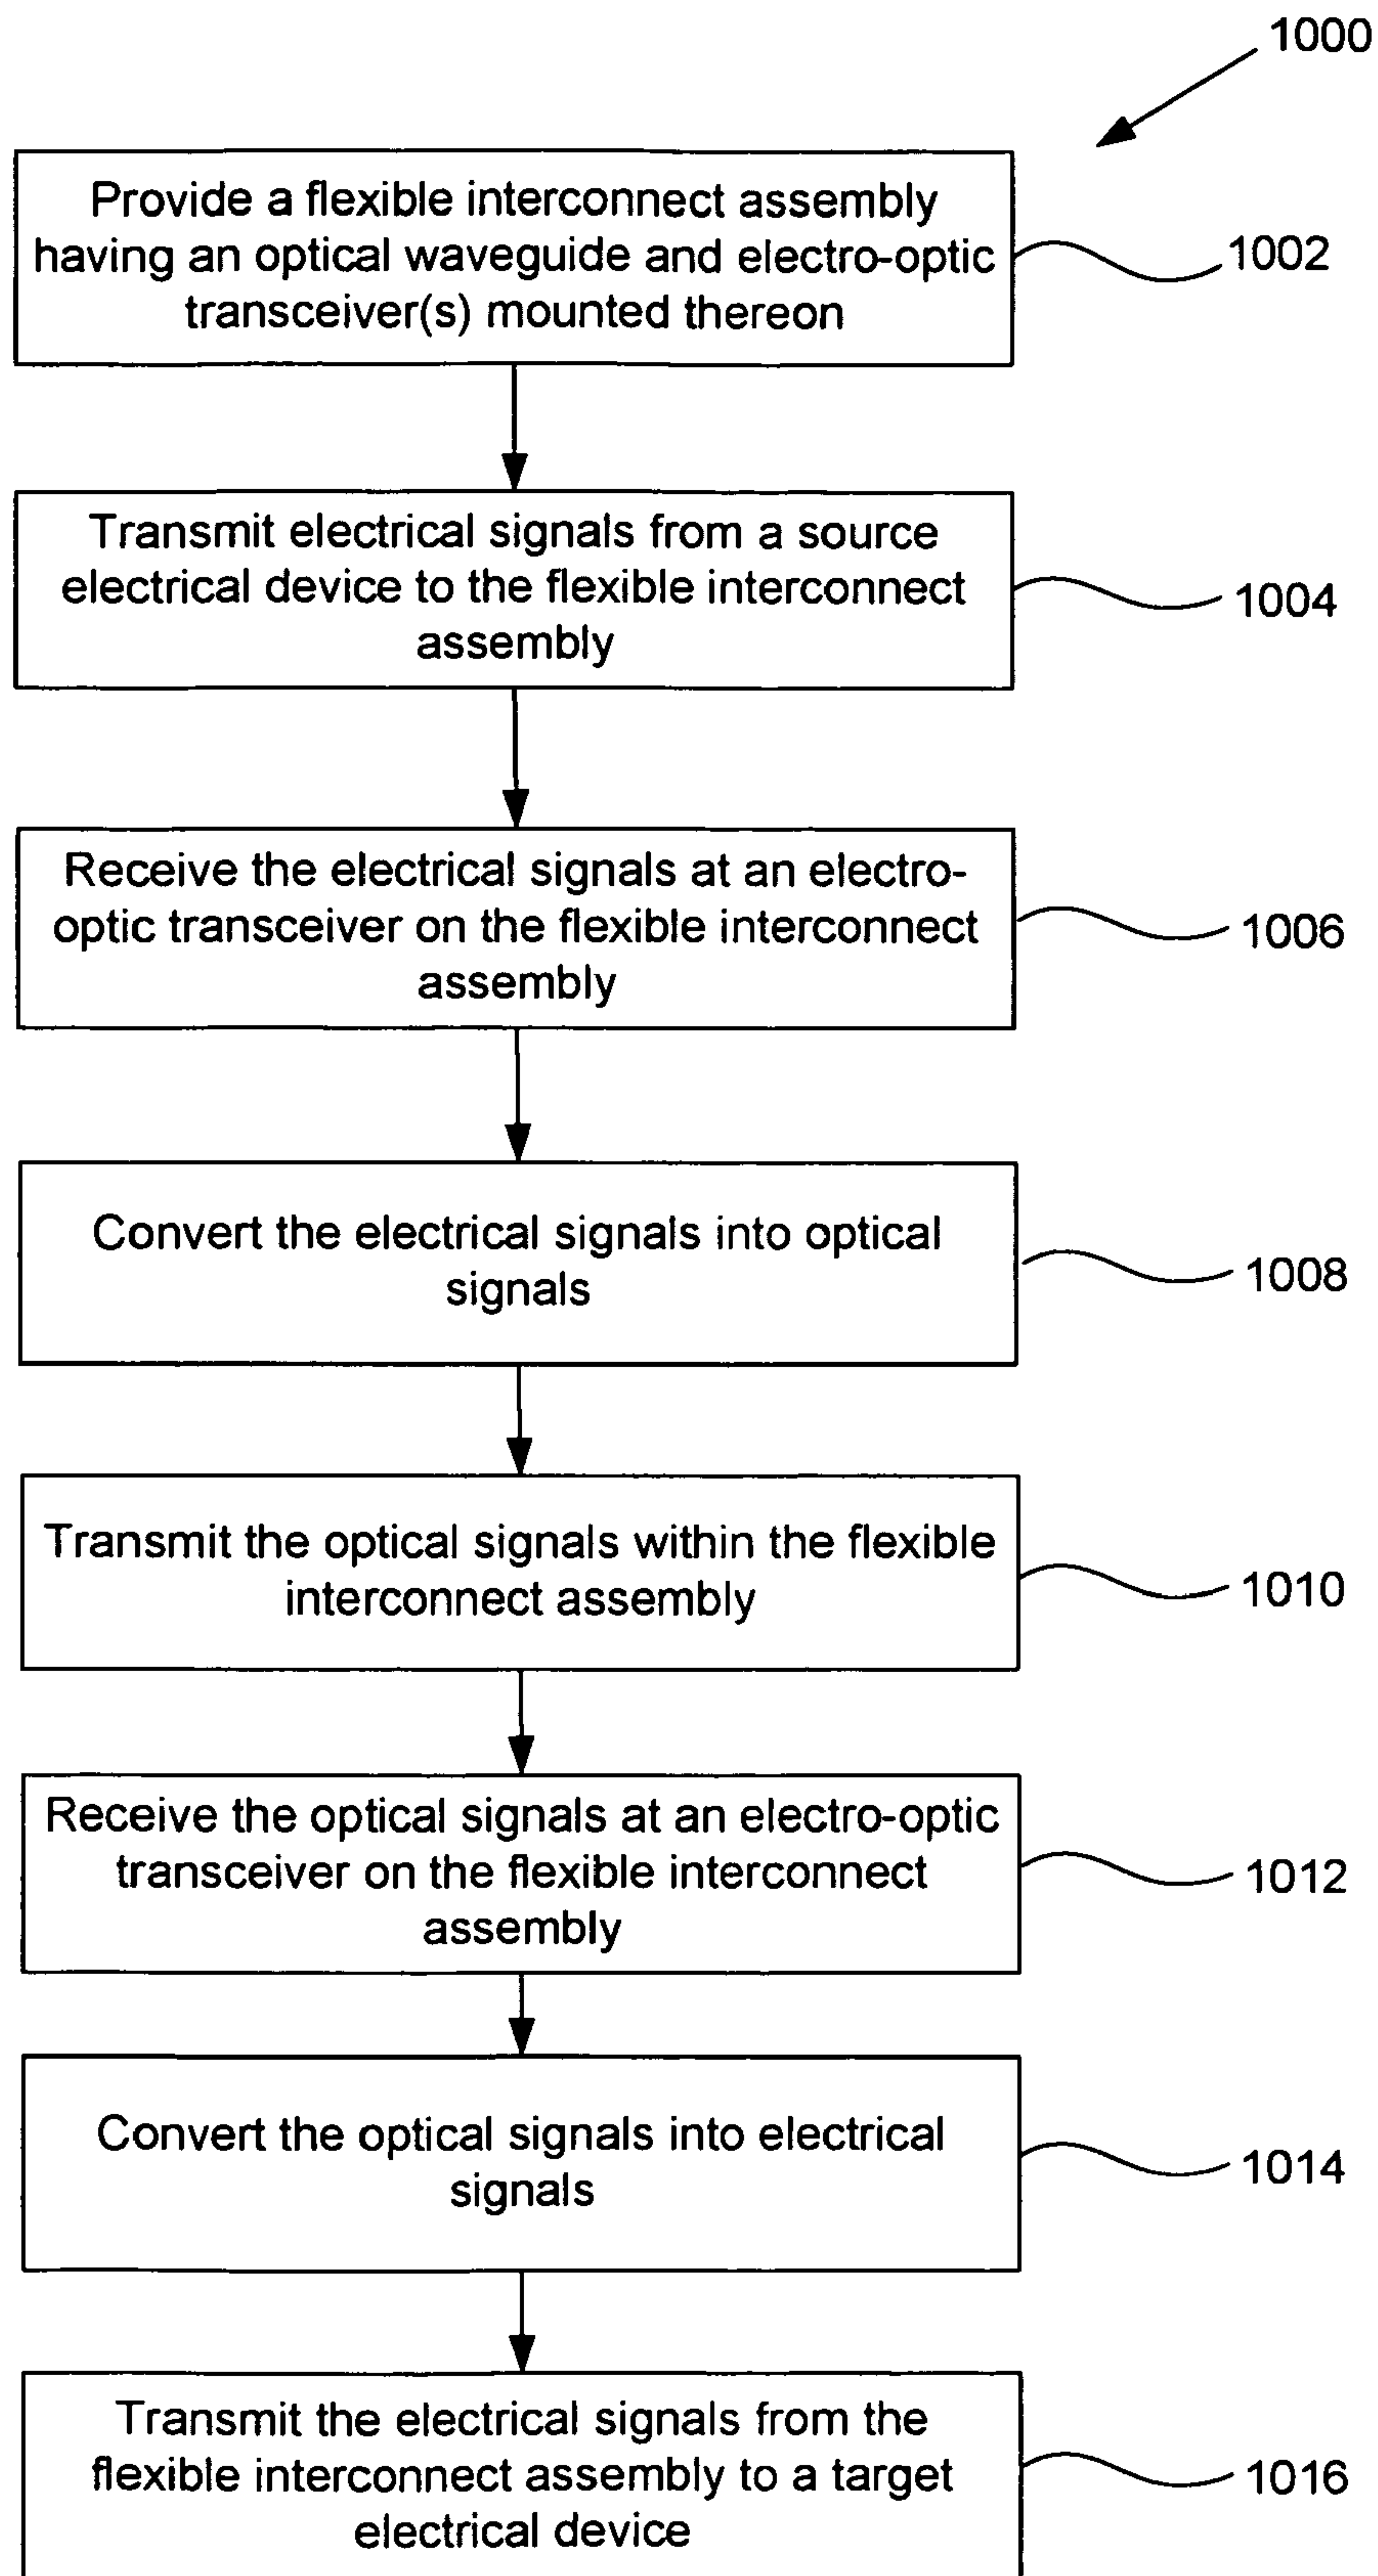 1000
Provide a flexible interconnect assembly
having an optical waveguide and electro-optic
transceiver(s) mounted thereon
1002
Transmit electrical signals from a source
electrical device to the flexible interconnect
assembly
1004
Receive the electrical signals at an electro-
optic transceiver on the flexible interconnect
assembly
1006
Convert the electrical signals into optical
signals
1008
Transmit the optical signals within the flexible
interconnect assembly
1010
Receive the optical signals at an electro-optic
transceiver on the flexible interconnect
assembly
1012
Convert the optical signals into electrical
signals
1014
Transmit the electrical signals from the
flexible interconnect assembly to a target
electrical device
1016